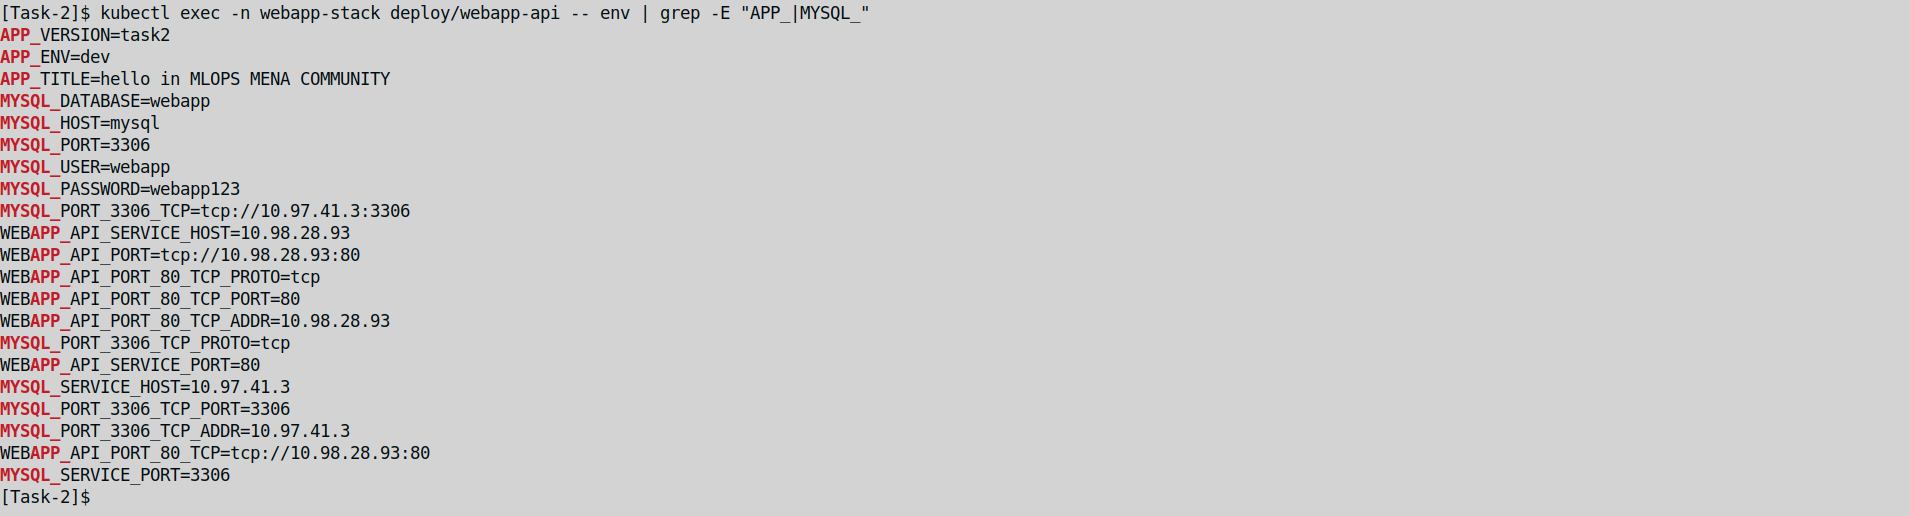 [Task-2]$ kubectl exec -n webapp-stack deploy/webapp-api -- env | grep -E "APP_|MYSQL_"
APP_VERSION=task2
APP_ENV=dev
APP_TITLE=hello in MLOPS MENA COMMUNITY
MYSQL_DATABASE=webapp
MYSQL_HOST=mysql
MYSQL_PORT=3306
MYSQL_USER=webapp
MYSQL_PASSWORD=webapp123
MYSQL_PORT_3306_TCP=tcp://10.97.41.3:3306
WEBAPP_API_SERVICE_HOST=10.98.28.93
WEBAPP_API_PORT=tcp://10.98.28.93:80
WEBAPP_API_PORT_80_TCP_PROTO=tcp
WEBAPP_API_PORT_80_TCP_PORT=80
WEBAPP_API_PORT_80_TCP_ADDR=10.98.28.93
MYSQL_PORT_3306_TCP_PROTO=tcp
WEBAPP_API_SERVICE_PORT=80
MYSQL_SERVICE_HOST=10.97.41.3
MYSQL_PORT_3306_TCP_PORT=3306
MYSQL_PORT_3306_TCP_ADDR=10.97.41.3
WEBAPP_API_PORT_80_TCP=tcp://10.98.28.93:80
MYSQL_SERVICE_PORT=3306
[Task-2]$